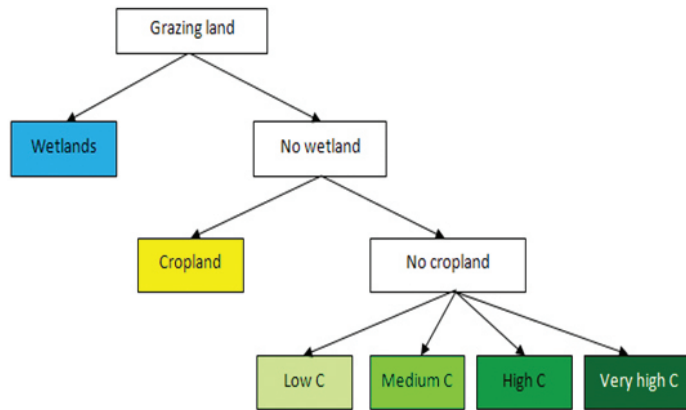 Grazing land
Wetlands
No wetland
Cropland
No cropland
Low C
Medium C
High C
Very high C